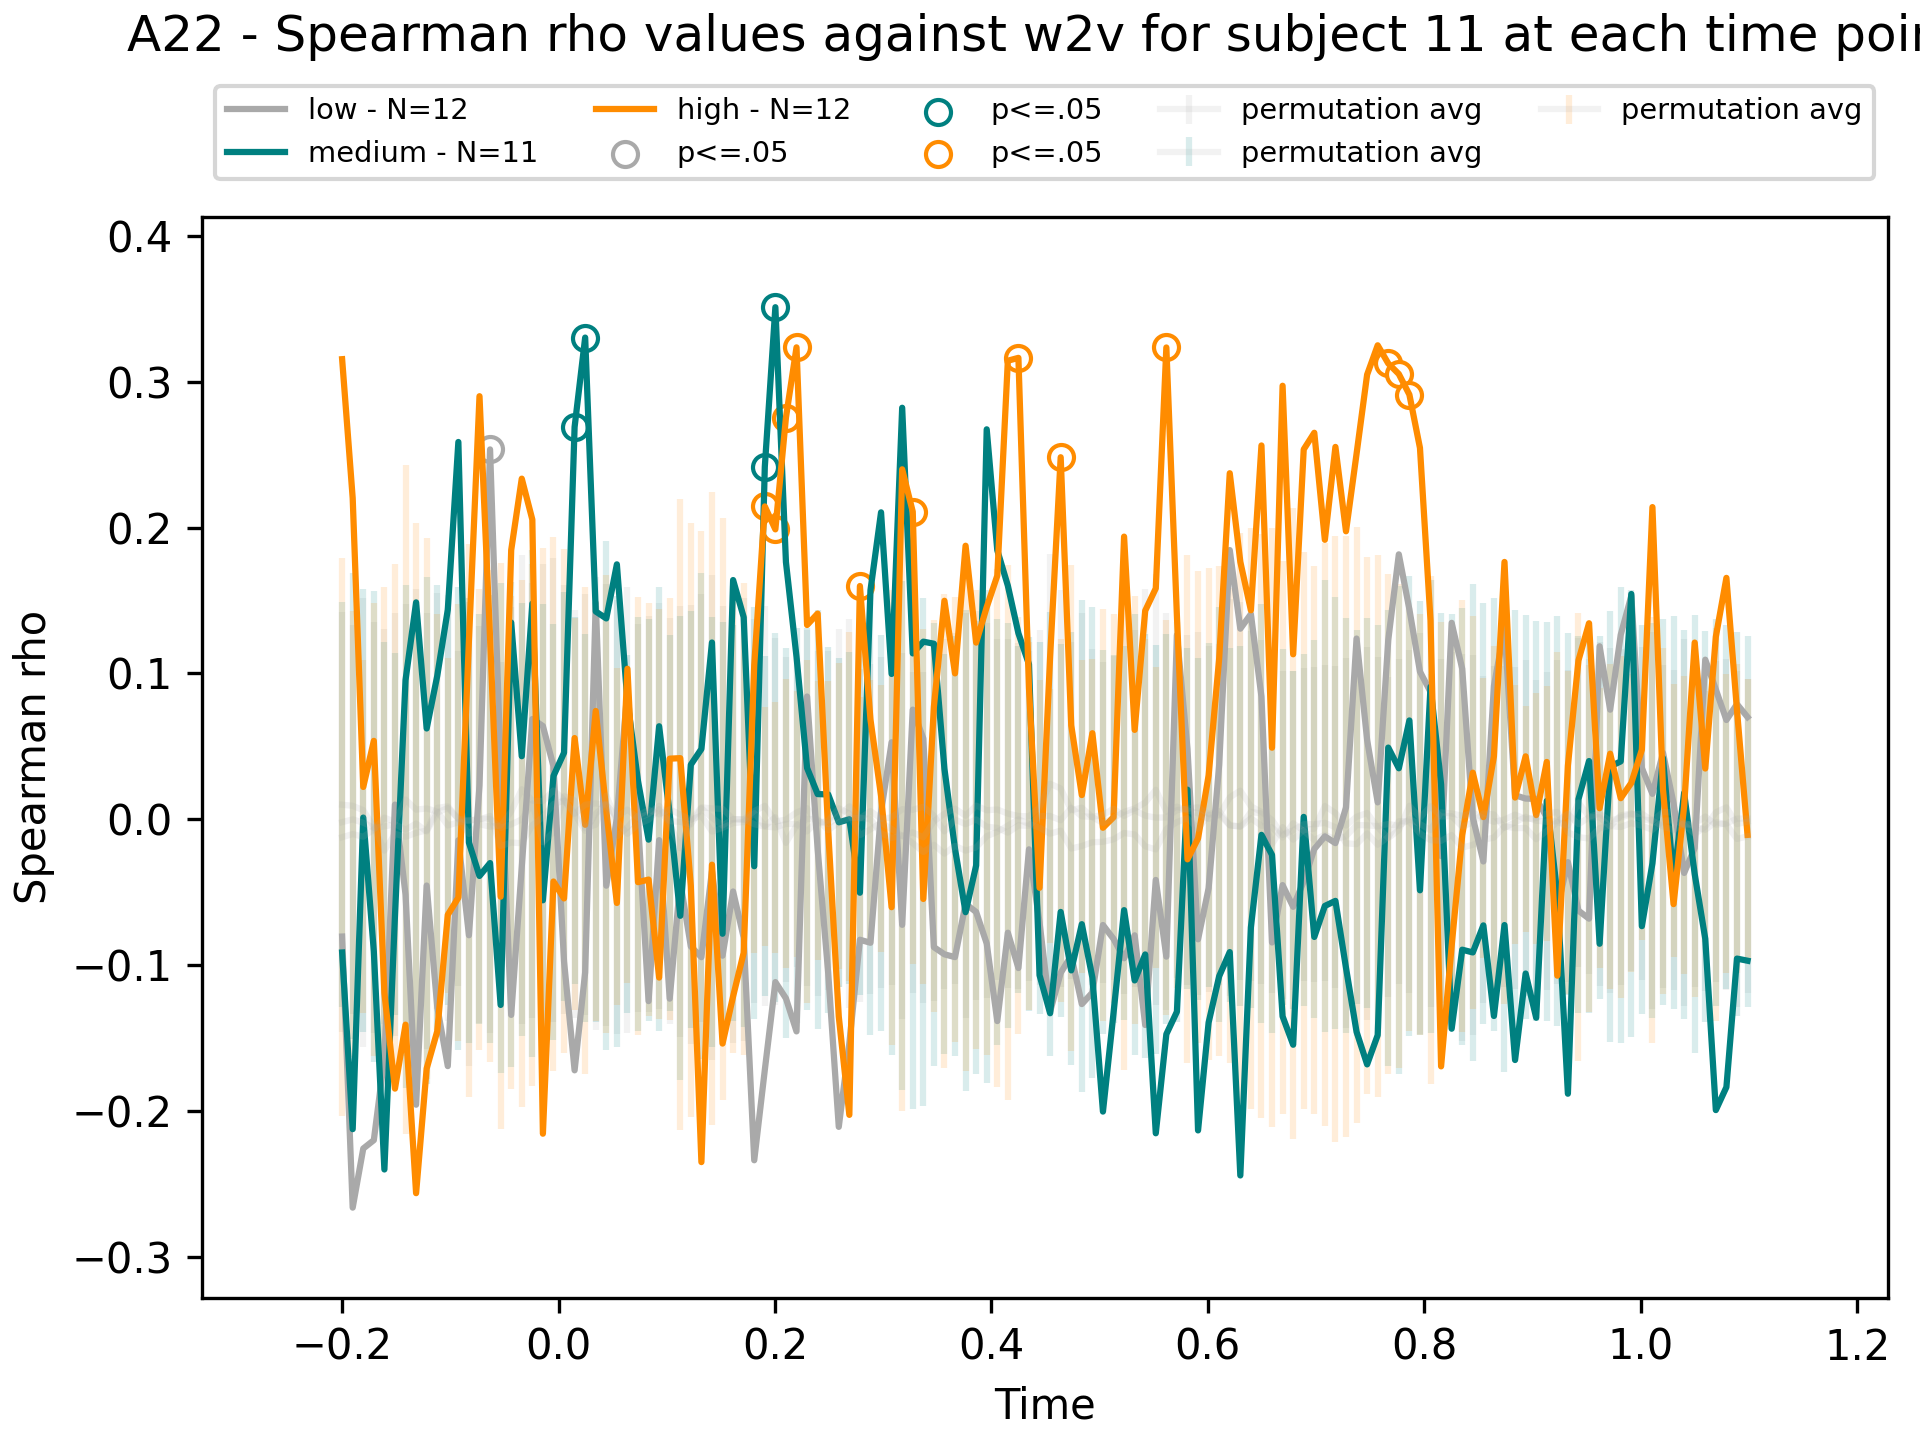 A22 - Spearman rho values against w2v for subject 11 at each time
low - N=12
medium - N=11
high - N=12
p<=.05
p<=.05
p<=.05
permutation avg
permutation avg
permutation avg
Spearman rho
0.4
0.3
0.2
0.1
0.0
−0.1
−0.2
−0.3
−0.2
0.0
0.2
0.4
0.6
0.8
1.0
1.2
Time